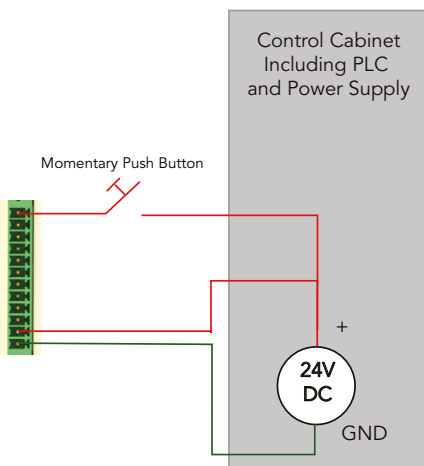 Control Cabinet
Including PLC
and Power Supply
Momentary Push Button
+
24V
DC
GND